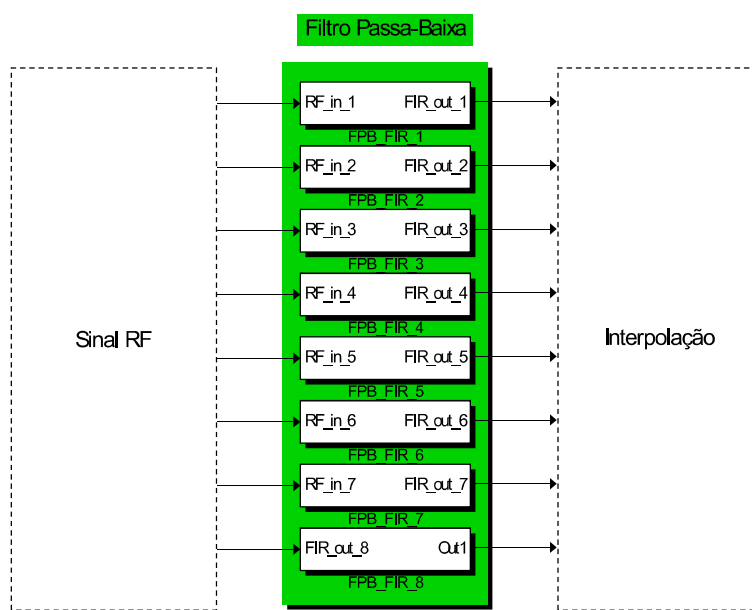 Filtro Passa-Baixa
RF_in_1 FIR_out_1
FPB_FIR_1
RF_in_2 FIR_out_2
FPB_FIR_2
RF_in_3 FIR_out_3
FPB_FIR_3
RF_in_4 FIR_out_4
FPB_FIR_4
Sinal RF
Interpolação
RF_in_5 FIR_out_5
FPB_FIR_5
RF_in_6 FIR_out_6
FPB_FIR_6
RF_in_7 FIR_out_7
FPB_FIR_7
FIR_out_8 Out1
FPB_FIR_8